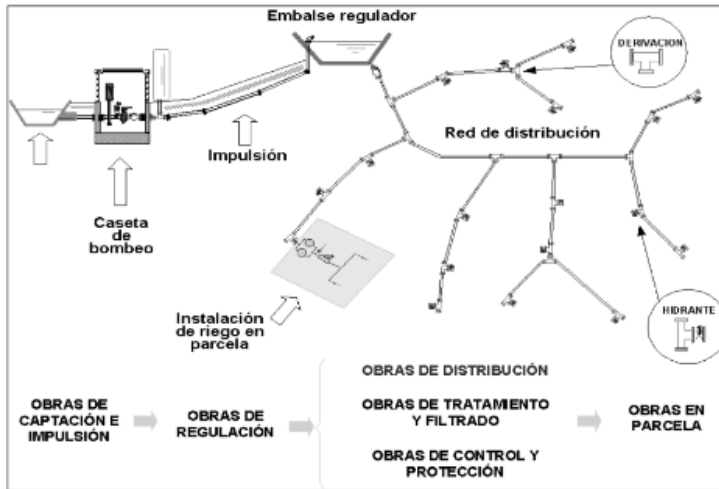 Embalse regulador
DERIVACION
Red de distribución
Impulsión
Caseta
de
bombeo
Instalación
de riego en
parcela
HIDRANTE
OBRAS DE
CAPTACIÓN E
IMPULSIÓN
OBRAS DE
REGULACIÓN
OBRAS DE DISTRIBUCIÓN
OBRAS DE TRATAMIENTO
Y FILTRADO
OBRAS DE CONTROL Y
PROTECCIÓN
OBRAS EN
PARCELA